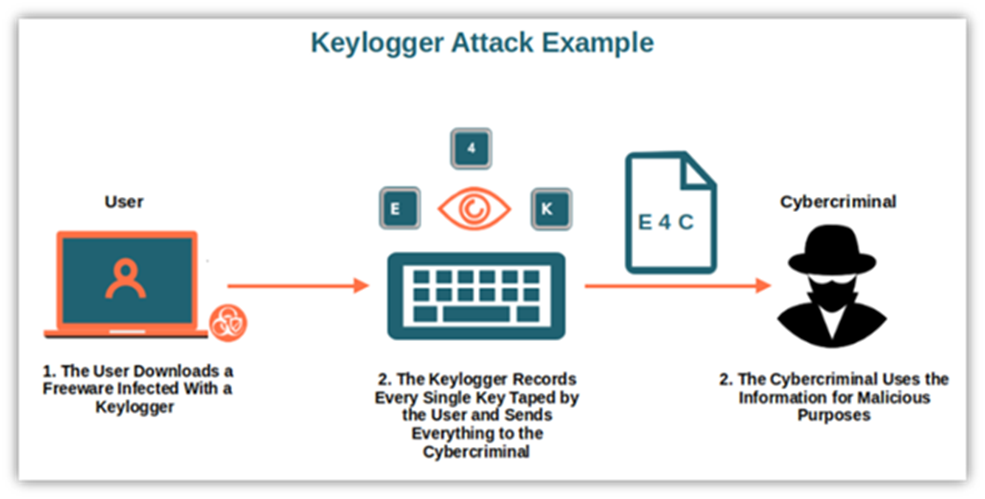 Keylogger Attack Example
User
1. The User Downloads a
Freeware Infected With a
Keylogger
4
E
K
2. The Keylogger Records
Every Single Key Taped by
the User and Sends
Everything to the
Cybercriminal
E 4 C
Cybercriminal
2. The Cybercriminal Uses the
Information for Malicious
Purposes